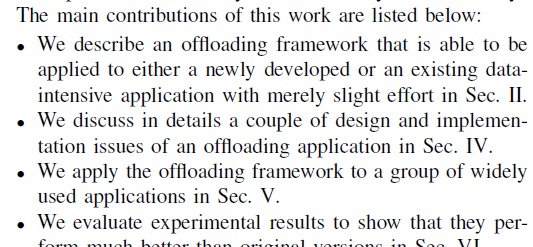 The main contributions of this work are listed below:
• We describe an offloading framework that is able to be
applied to either a newly developed or an existing data-
intensive application with merely slight effort in Sec. II.
• We discuss in details a couple of design and implemen-
tation issues of an offloading application in Sec. IV.
• We apply the offloading framework to a group of widely
used applications in Sec. V.
• We evaluate experimental results to show that they per-
form much better than original versions in Sec. VI.